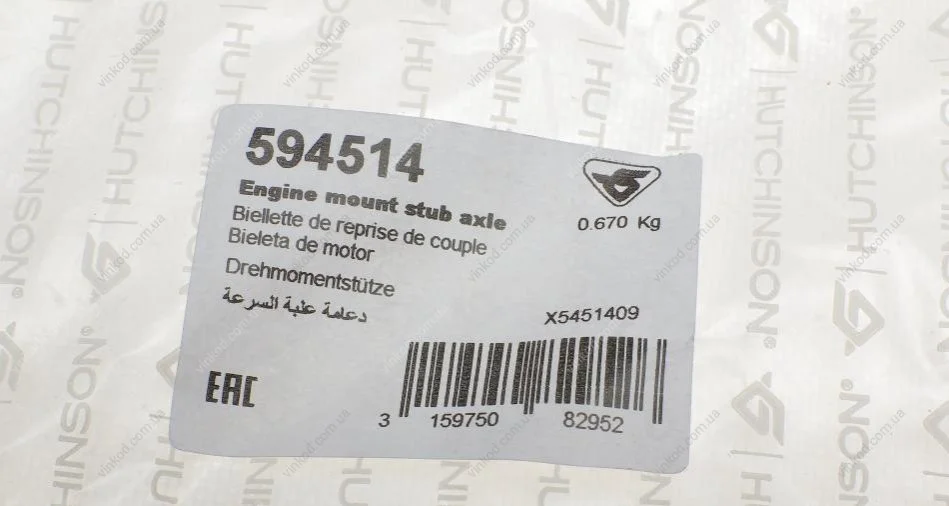 594514
Engine mount stub axle
Biellette de reprise de couple
Bieleta de motor
Drehmomentstütze
دعامة علبة السرعة
0.670 Kg
X5451409
EAC
3 159750 82952
HUTCHINSON®
vinkod.com.ua